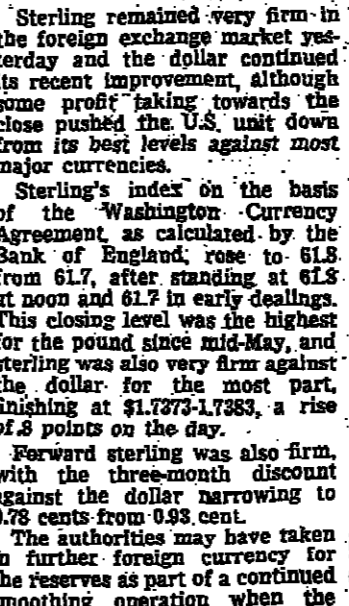 Sterling remained very firm in
the foreign exchange market yes-
terday and the dollar continued
its recent improvement, although
some profit taking towards the
close pushed the U.S. unit down
from its best levels against most
major currencies.
Sterling's index on the basis
of the Washington Currency
Agreement, as calculated by the
Bank of England, rose to 61.8
from 61.7, after standing at 61.8
at noon and 61.7 in early dealings.
This closing level was the highest
for the pound since mid-May, and
sterling was also very firm against
the dollar for the most part,
finishing at $1.7373-1.7383, a rise
of 8 points on the day.
Forward sterling was also firm,
with the three-month discount
against the dollar narrowing to
0.78 cents from 0.93 cent.
The authorities may have taken
in further foreign currency for
the reserves as part of a continued
smoothing operation when the